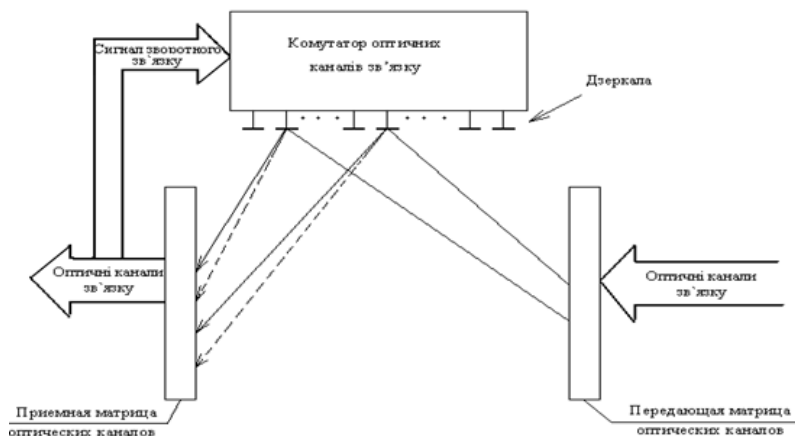 Сигнал зворотного
зв`язку
Комутатор оптичних
каналів зв’язку
Дзеркала
Оптичні канали
зв`язку
Оптичні канали
зв`язку
Приемная матрица
оптических каналов
Передающая матрица
оптических каналов